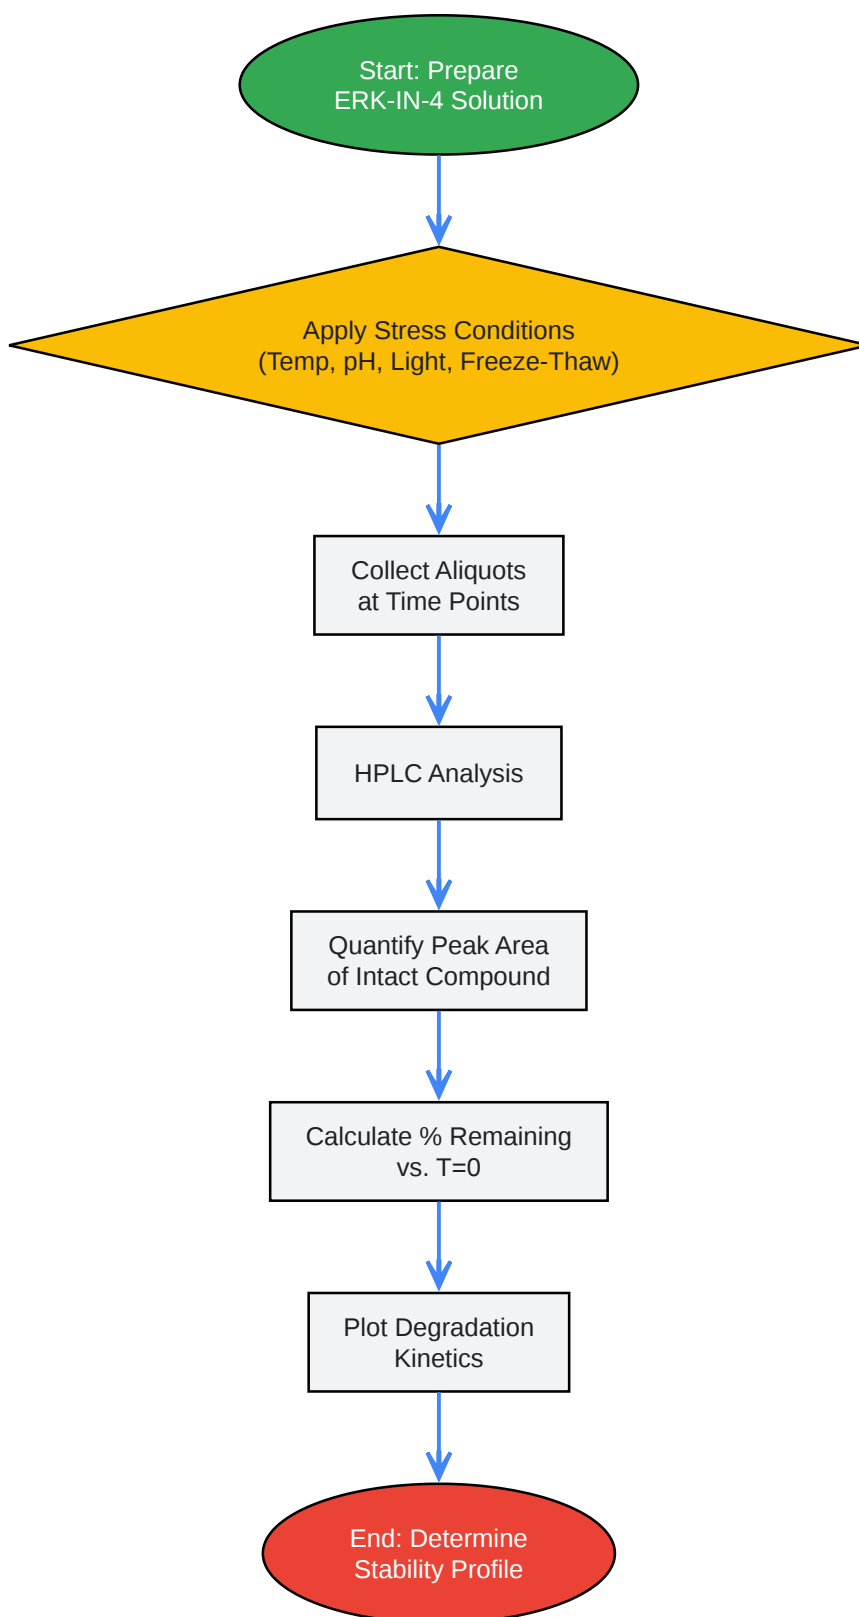 Start: Prepare
ERK-IN-4 Solution
Apply Stress Conditions
(Temp, pH, Light, Freeze-Thaw)
Collect Aliquots
at Time Points
HPLC Analysis
Quantify Peak Area
of Intact Compound
Calculate % Remaining
vs. T=0
Plot Degradation
Kinetics
End: Determine
Stability Profile